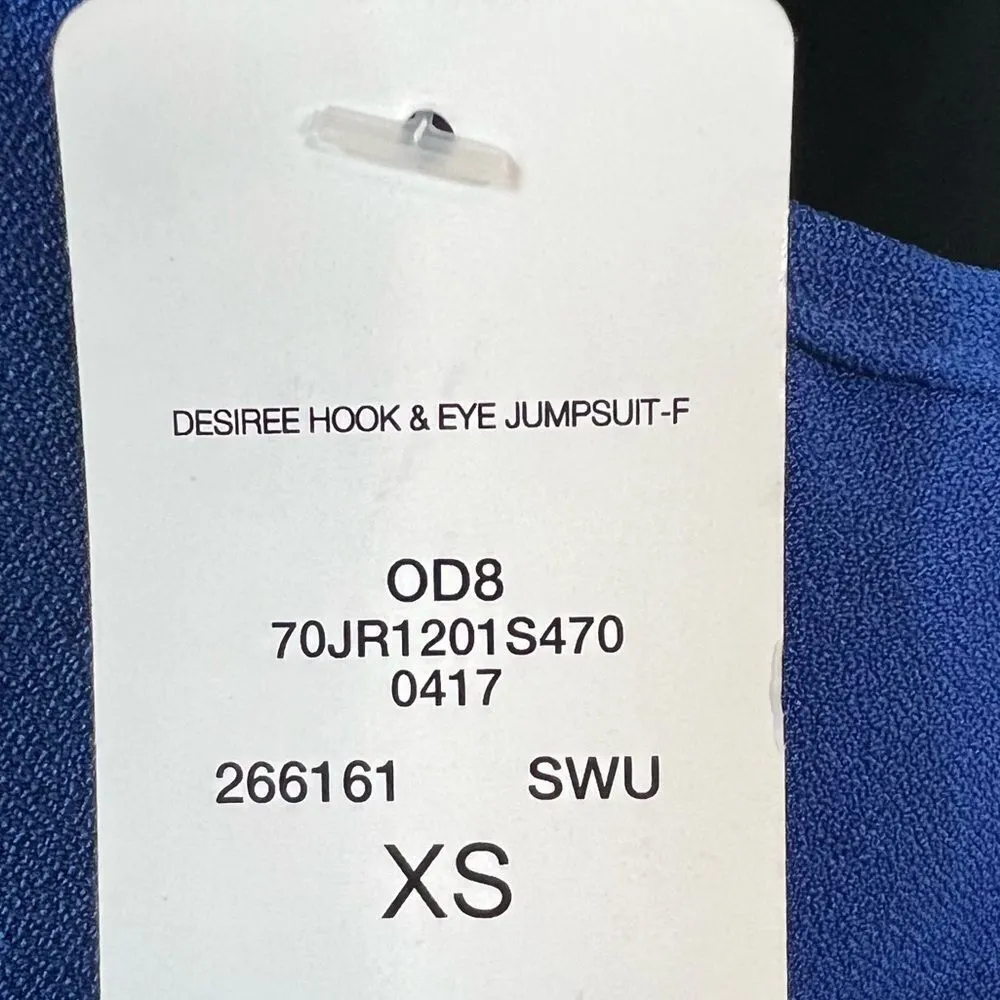 DESIREE HOOK & EYE JUMPSUIT-F
OD8
70JR1201S470
0417
266161 SWU
XS